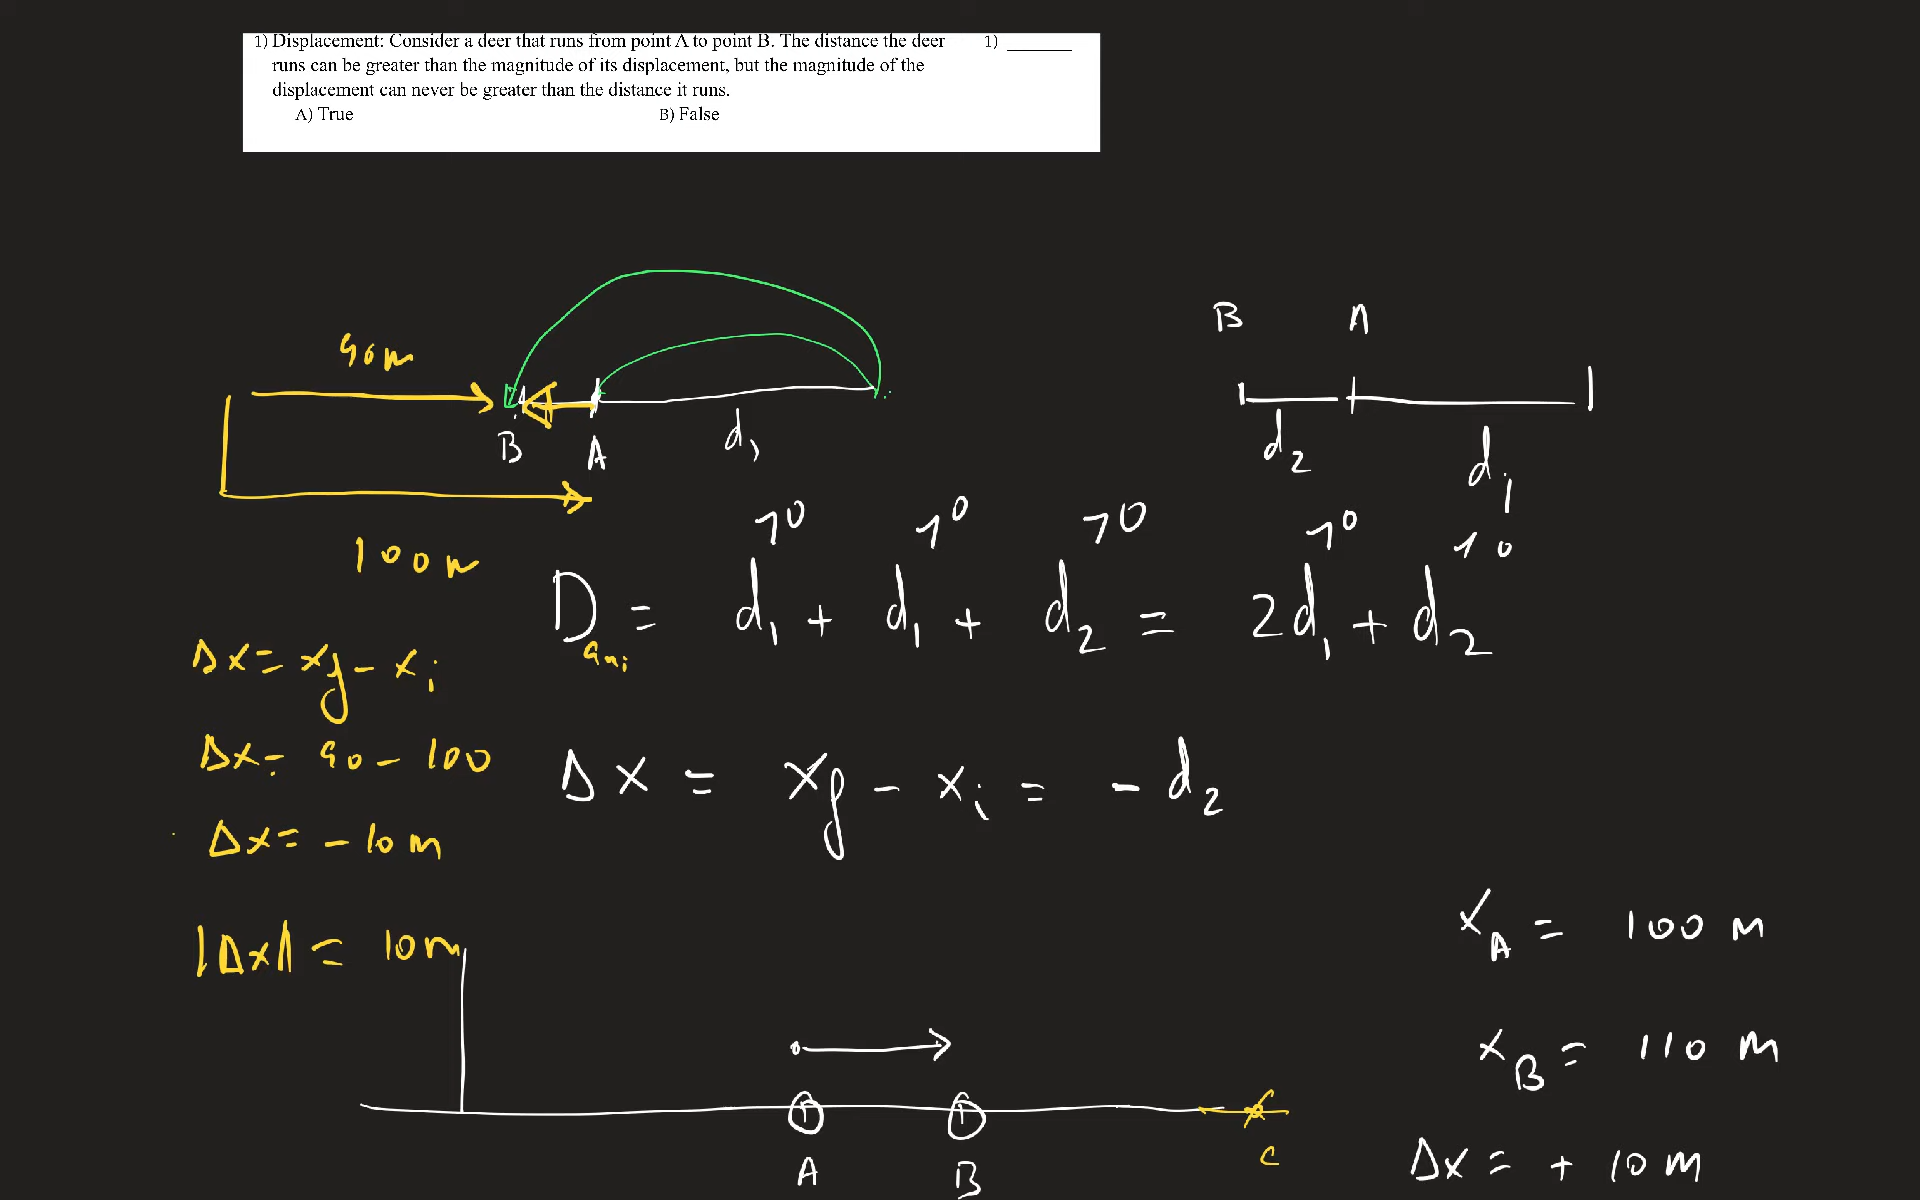 1) Displacement: Consider a deer that runs from point A to point B. The distance the deer 1) ________
runs can be greater than the magnitude of its displacement, but the magnitude of the
displacement can never be greater than the distance it runs.
A) True B) False
B A
90m
B A d₁
d₂ d₁
100m
70 70 70 70 10
D = d₁ + d₁ + d₂ = 2d₁ + d₂
Δx = xf - xi
Δx = 90 - 100
Δx = xf - xi = - d₂
Δx = - 10 m
|Δx| = 10m
xA = 100 m
xB = 110 m
A B C
Δx = + 10 m